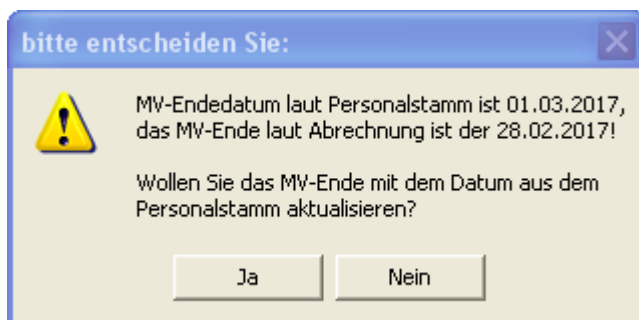 bitte entscheiden Sie:
MV-Endedatum laut Personalstamm ist 01.03.2017,
das MV-Ende laut Abrechnung ist der 28.02.2017!
Wollen Sie das MV-Ende mit dem Datum aus dem
Personalstamm aktualisieren?
Ja
Nein